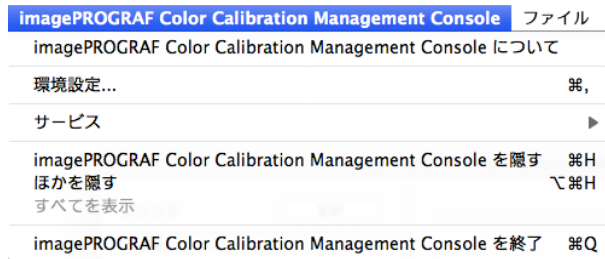 imagePROGRAF Color Calibration Management Console ファイル
imagePROGRAF Color Calibration Management Console について
環境設定... ⌘,
サービス ▶
imagePROGRAF Color Calibration Management Console を隠す ⌘H
ほかを隠す ⌥⌘H
すべてを表示
imagePROGRAF Color Calibration Management Console を終了 ⌘Q